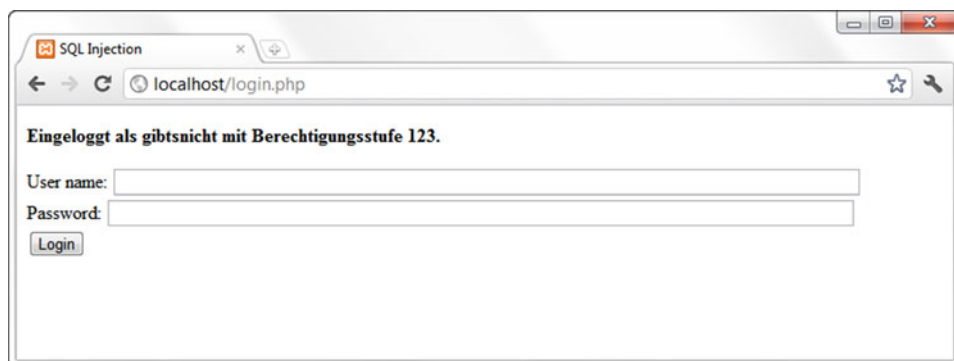 SQL Injection
localhost/login.php
Eingeloggt als gibtsnicht mit Berechtigungsstufe 123.
User name:
Password:
Login